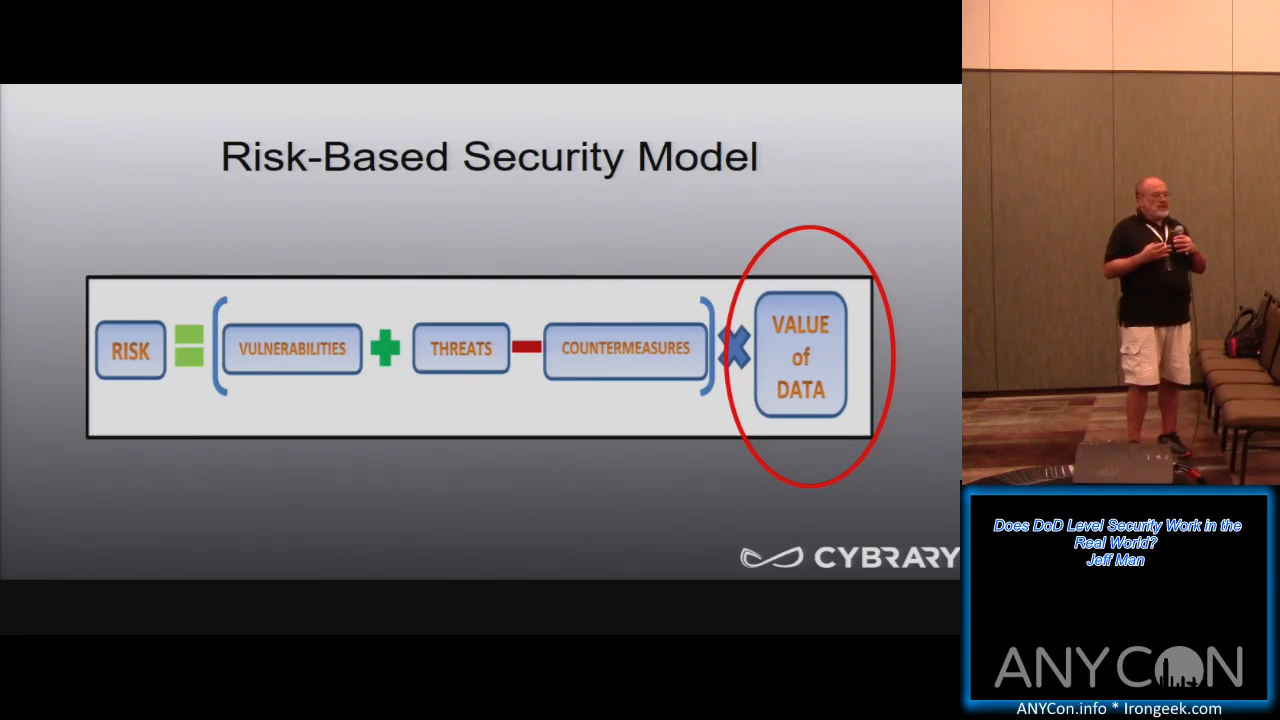 Risk-Based Security Model
RISK = ( VULNERABILITIES + THREATS - COUNTERMEASURES ) X VALUE
of
DATA
CYBRARY
Does DoD Level Security Work in the
Real World?
Jeff Man
ANYCON
ANYCon.info * Irongeek.com